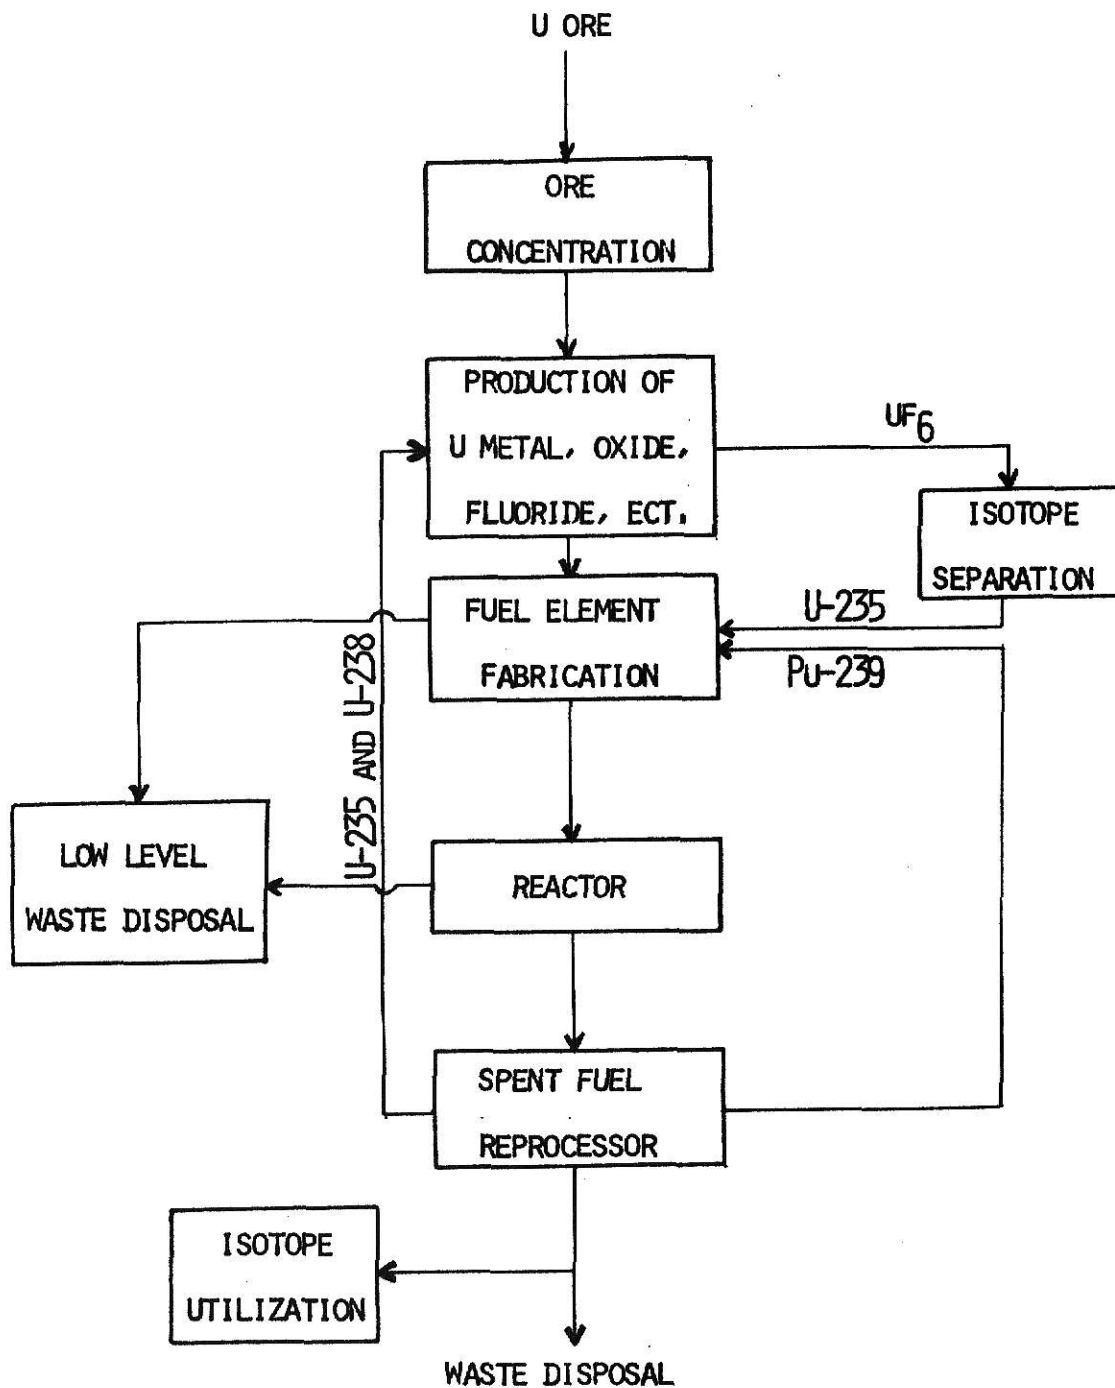 U ORE
ORE
CONCENTRATION
PRODUCTION OF
U METAL, OXIDE,
FLUORIDE, ECT.
UF6
ISOTOPE
SEPARATION
FUEL ELEMENT
FABRICATION
U-235
Pu-239
U-235 AND U-238
LOW LEVEL
WASTE DISPOSAL
REACTOR
SPENT FUEL
REPROCESSOR
ISOTOPE
UTILIZATION
WASTE DISPOSAL